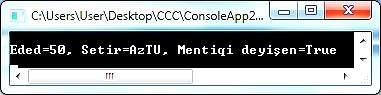 C:\Users\User\Desktop\CCC\ConsoleApp2...
Eded=50, Setir=AzTU, Mentiqi deyişen=True